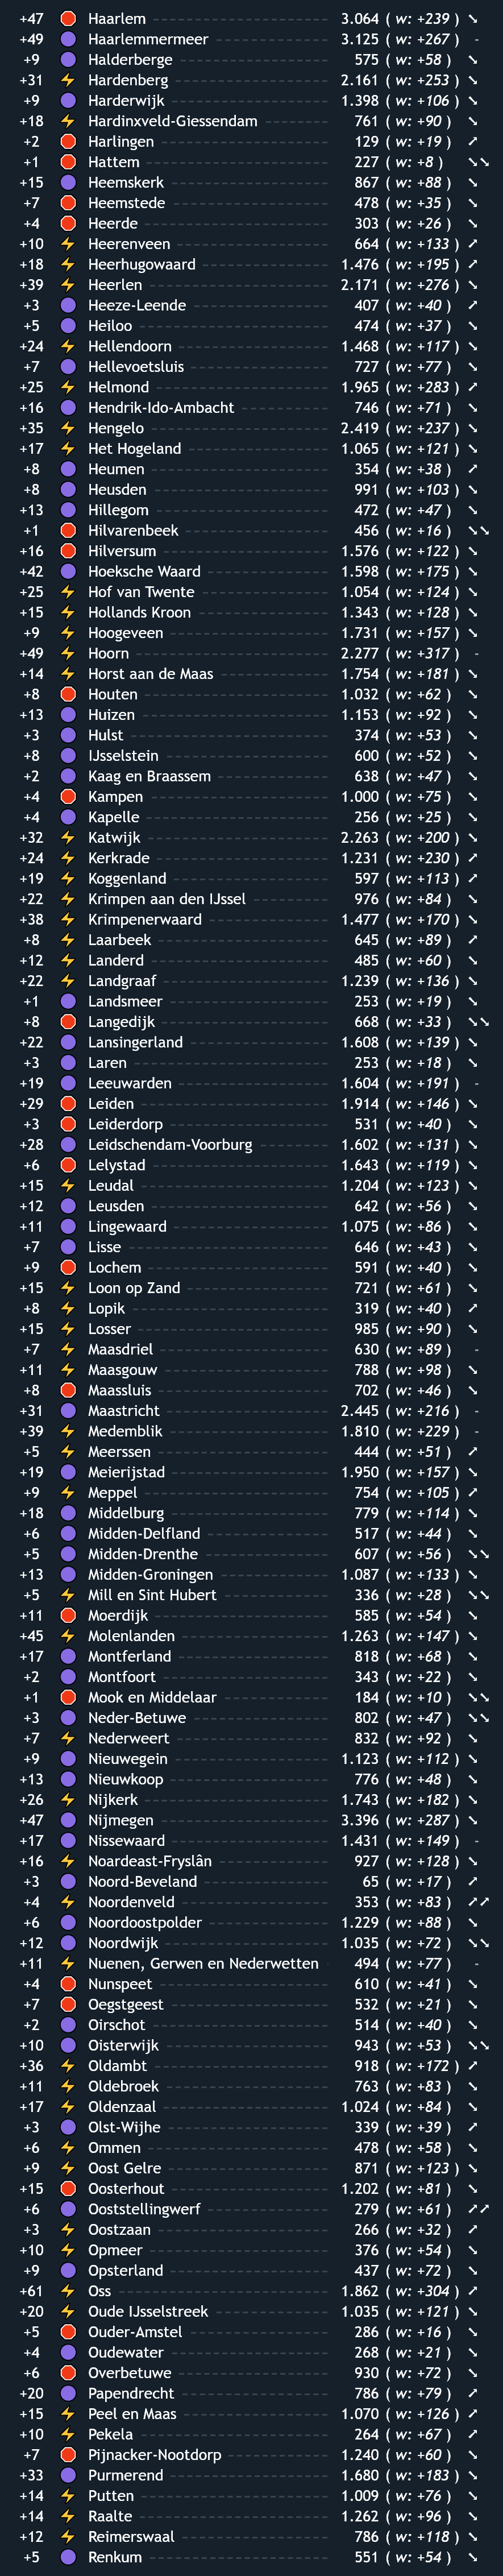 +47 Haarlem 3.064 ( w: +239 ) ↘
+49 Haarlemmermeer 3.125 ( w: +267 ) -
+9 Halderberge 575 ( w: +58 ) ↘
+31 Hardenberg 2.161 ( w: +253 ) ↘
+9 Harderwijk 1.398 ( w: +106 ) ↘
+18 Hardinxveld-Giessendam 761 ( w: +90 ) ↘
+2 Harlingen 129 ( w: +19 ) ↗
+1 Hattem 227 ( w: +8 ) ↘↘
+15 Heemskerk 867 ( w: +88 ) ↘
+7 Heemstede 478 ( w: +35 ) ↘
+4 Heerde 303 ( w: +26 ) ↘
+10 Heerenveen 664 ( w: +133 ) ↗
+18 Heerhugowaard 1.476 ( w: +195 ) ↗
+39 Heerlen 2.171 ( w: +276 ) ↘
+3 Heeze-Leende 407 ( w: +40 ) ↗
+5 Heiloo 474 ( w: +37 ) ↘
+24 Hellendoorn 1.468 ( w: +117 ) ↘
+7 Hellevoetsluis 727 ( w: +77 ) ↘
+25 Helmond 1.965 ( w: +283 ) ↗
+16 Hendrik-Ido-Ambacht 746 ( w: +71 ) ↘
+35 Hengelo 2.419 ( w: +237 ) ↘
+17 Het Hogeland 1.065 ( w: +121 ) ↘
+8 Heumen 354 ( w: +38 ) ↗
+8 Heusden 991 ( w: +103 ) ↘
+13 Hillegom 472 ( w: +47 ) ↘
+1 Hilvarenbeek 456 ( w: +16 ) ↘↘
+16 Hilversum 1.576 ( w: +122 ) ↘
+42 Hoeksche Waard 1.598 ( w: +175 ) ↘
+25 Hof van Twente 1.054 ( w: +124 ) ↘
+15 Hollands Kroon 1.343 ( w: +128 ) ↘
+9 Hoogeveen 1.731 ( w: +157 ) ↘
+49 Hoorn 2.277 ( w: +317 ) -
+14 Horst aan de Maas 1.754 ( w: +181 ) ↘
+8 Houten 1.032 ( w: +62 ) ↘
+13 Huizen 1.153 ( w: +92 ) ↘
+3 Hulst 374 ( w: +53 ) ↘
+8 IJsselstein 600 ( w: +52 ) ↘
+2 Kaag en Braassem 638 ( w: +47 ) ↘
+4 Kampen 1.000 ( w: +75 ) ↘
+4 Kapelle 256 ( w: +25 ) ↘
+32 Katwijk 2.263 ( w: +200 ) ↘
+24 Kerkrade 1.231 ( w: +230 ) ↗
+19 Koggenland 597 ( w: +113 ) ↗
+22 Krimpen aan den IJssel 976 ( w: +84 ) ↘
+38 Krimpenerwaard 1.477 ( w: +170 ) ↘
+8 Laarbeek 645 ( w: +89 ) ↗
+12 Landerd 485 ( w: +60 ) ↘
+22 Landgraaf 1.239 ( w: +136 ) ↘
+1 Landsmeer 253 ( w: +19 ) ↘
+8 Langedijk 668 ( w: +33 ) ↘↘
+22 Lansingerland 1.608 ( w: +139 ) ↘
+3 Laren 253 ( w: +18 ) ↘
+19 Leeuwarden 1.604 ( w: +191 ) -
+29 Leiden 1.914 ( w: +146 ) ↘
+3 Leiderdorp 531 ( w: +40 ) ↘
+28 Leidschendam-Voorburg 1.602 ( w: +131 ) ↘
+6 Lelystad 1.643 ( w: +119 ) ↘
+15 Leudal 1.204 ( w: +123 ) ↘
+12 Leusden 642 ( w: +56 ) ↘
+11 Lingewaard 1.075 ( w: +86 ) ↘
+7 Lisse 646 ( w: +43 ) ↘
+9 Lochem 591 ( w: +40 ) ↘
+15 Loon op Zand 721 ( w: +61 ) ↘
+8 Lopik 319 ( w: +40 ) ↗
+15 Losser 985 ( w: +90 ) ↘
+7 Maasdriel 630 ( w: +89 ) -
+11 Maasgouw 788 ( w: +98 ) ↘
+8 Maassluis 702 ( w: +46 ) ↘
+31 Maastricht 2.445 ( w: +216 ) -
+39 Medemblik 1.810 ( w: +229 ) -
+5 Meerssen 444 ( w: +51 ) ↗
+19 Meierijstad 1.950 ( w: +157 ) ↘
+9 Meppel 754 ( w: +105 ) ↗
+18 Middelburg 779 ( w: +114 ) ↘
+6 Midden-Delfland 517 ( w: +44 ) ↘
+5 Midden-Drenthe 607 ( w: +56 ) ↘↘
+13 Midden-Groningen 1.087 ( w: +133 ) ↘
+5 Mill en Sint Hubert 336 ( w: +28 ) ↘↘
+11 Moerdijk 585 ( w: +54 ) ↘
+45 Molenlanden 1.263 ( w: +147 ) ↘
+17 Montferland 818 ( w: +68 ) ↘
+2 Montfoort 343 ( w: +22 ) ↘
+1 Mook en Middelaar 184 ( w: +10 ) ↘↘
+3 Neder-Betuwe 802 ( w: +47 ) ↘↘
+7 Nederweert 832 ( w: +92 ) ↘
+9 Nieuwegein 1.123 ( w: +112 ) ↘
+13 Nieuwkoop 776 ( w: +48 ) ↘
+26 Nijkerk 1.743 ( w: +182 ) ↘
+47 Nijmegen 3.396 ( w: +287 ) ↘
+17 Nissewaard 1.431 ( w: +149 ) -
+16 Noardeast-Fryslân 927 ( w: +128 ) ↘
+3 Noord-Beveland 65 ( w: +17 ) ↗
+4 Noordenveld 353 ( w: +83 ) ↗↗
+6 Noordoostpolder 1.229 ( w: +88 ) ↘
+12 Noordwijk 1.035 ( w: +72 ) ↘↘
+11 Nuenen, Gerwen en Nederwetten 494 ( w: +77 ) -
+4 Nunspeet 610 ( w: +41 ) ↘
+7 Oegstgeest 532 ( w: +21 ) ↘
+2 Oirschot 514 ( w: +40 ) ↘
+10 Oisterwijk 943 ( w: +53 ) ↘↘
+36 Oldambt 918 ( w: +172 ) ↗
+11 Oldebroek 763 ( w: +83 ) ↘
+17 Oldenzaal 1.024 ( w: +84 ) ↘
+3 Olst-Wijhe 339 ( w: +39 ) ↗
+6 Ommen 478 ( w: +58 ) ↘
+9 Oost Gelre 871 ( w: +123 ) ↘
+15 Oosterhout 1.202 ( w: +81 ) ↘
+6 Ooststellingwerf 279 ( w: +61 ) ↗↗
+3 Oostzaan 266 ( w: +32 ) ↗
+10 Opmeer 376 ( w: +54 ) ↘
+9 Opsterland 437 ( w: +72 ) ↘
+61 Oss 1.862 ( w: +304 ) ↗
+20 Oude IJsselstreek 1.035 ( w: +121 ) ↘
+5 Ouder-Amstel 286 ( w: +16 ) ↘
+4 Oudewater 268 ( w: +21 ) ↘
+6 Overbetuwe 930 ( w: +72 ) ↘
+20 Papendrecht 786 ( w: +79 ) ↗
+15 Peel en Maas 1.070 ( w: +126 ) ↗
+10 Pekela 264 ( w: +67 ) ↗
+7 Pijnacker-Nootdorp 1.240 ( w: +60 ) ↘
+33 Purmerend 1.680 ( w: +183 ) ↘
+14 Putten 1.009 ( w: +76 ) ↘
+14 Raalte 1.262 ( w: +96 ) ↘
+12 Reimerswaal 786 ( w: +118 ) ↘
+5 Renkum 551 ( w: +54 ) ↘